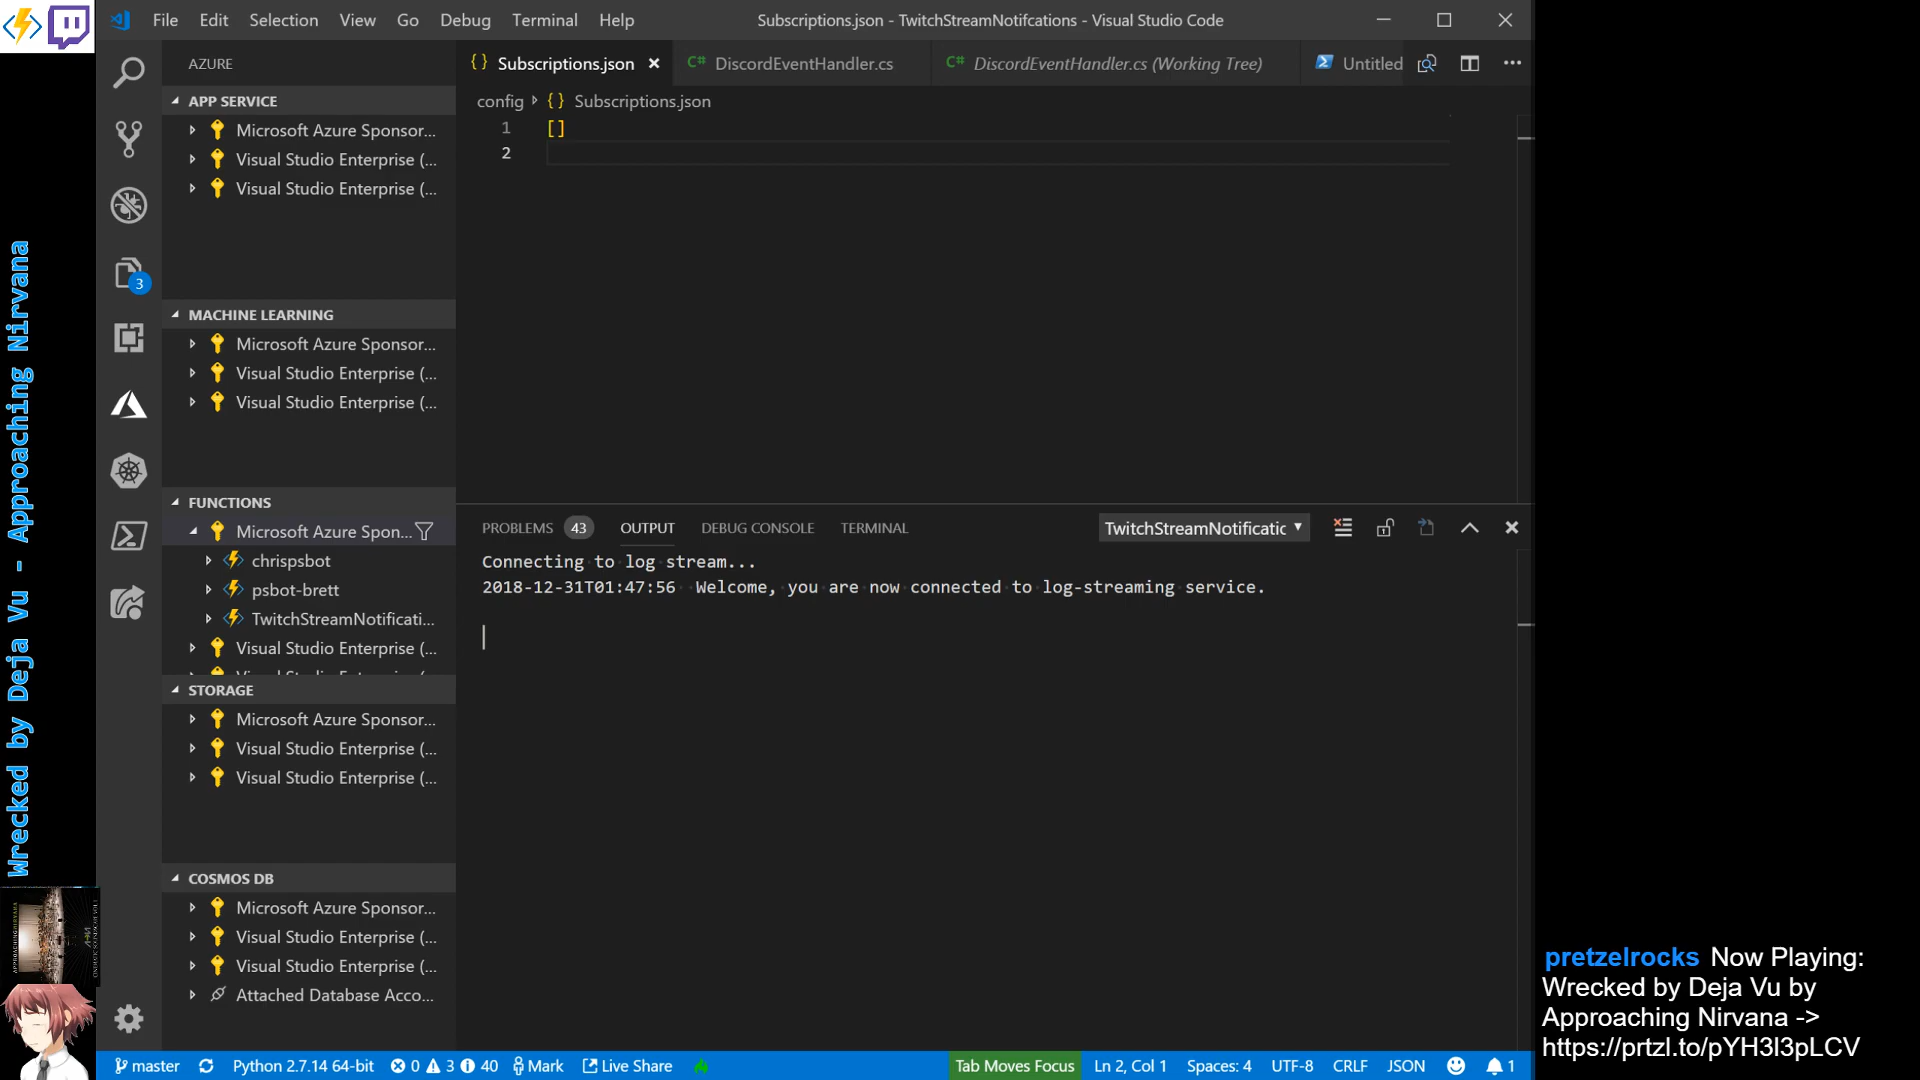 File Edit Selection View Go Debug Terminal Help
Subscriptions.json - TwitchStreamNotifcations - Visual Studio Code
AZURE
APP SERVICE
Microsoft Azure Sponsor...
Visual Studio Enterprise (...
Visual Studio Enterprise (...
MACHINE LEARNING
Microsoft Azure Sponsor...
Visual Studio Enterprise (...
Visual Studio Enterprise (...
FUNCTIONS
Microsoft Azure Spon...
chrispsbot
psbot-brett
TwitchStreamNotificati...
Visual Studio Enterprise (...
STORAGE
Microsoft Azure Sponsor...
Visual Studio Enterprise (...
Visual Studio Enterprise (...
COSMOS DB
Microsoft Azure Sponsor...
Visual Studio Enterprise (...
Visual Studio Enterprise (...
Attached Database Acco...
3
{ } Subscriptions.json
C# DiscordEventHandler.cs
C# DiscordEventHandler.cs (Working Tree)
Untitled
config { } Subscriptions.json
1 []
2
PROBLEMS 43 OUTPUT DEBUG CONSOLE TERMINAL
TwitchStreamNotificatic
Connecting to log stream...
2018-12-31T01:47:56 Welcome, you are now connected to log-streaming service.
master Python 2.7.14 64-bit 0 3 40 Mark Live Share
Tab Moves Focus Ln 2, Col 1 Spaces: 4 UTF-8 CRLF JSON 1
Wrecked by Deja Vu - Approaching Nirvana
pretzelrocks Now Playing:
Wrecked by Deja Vu by
Approaching Nirvana ->
https://prtzl.to/pYH3l3pLCV